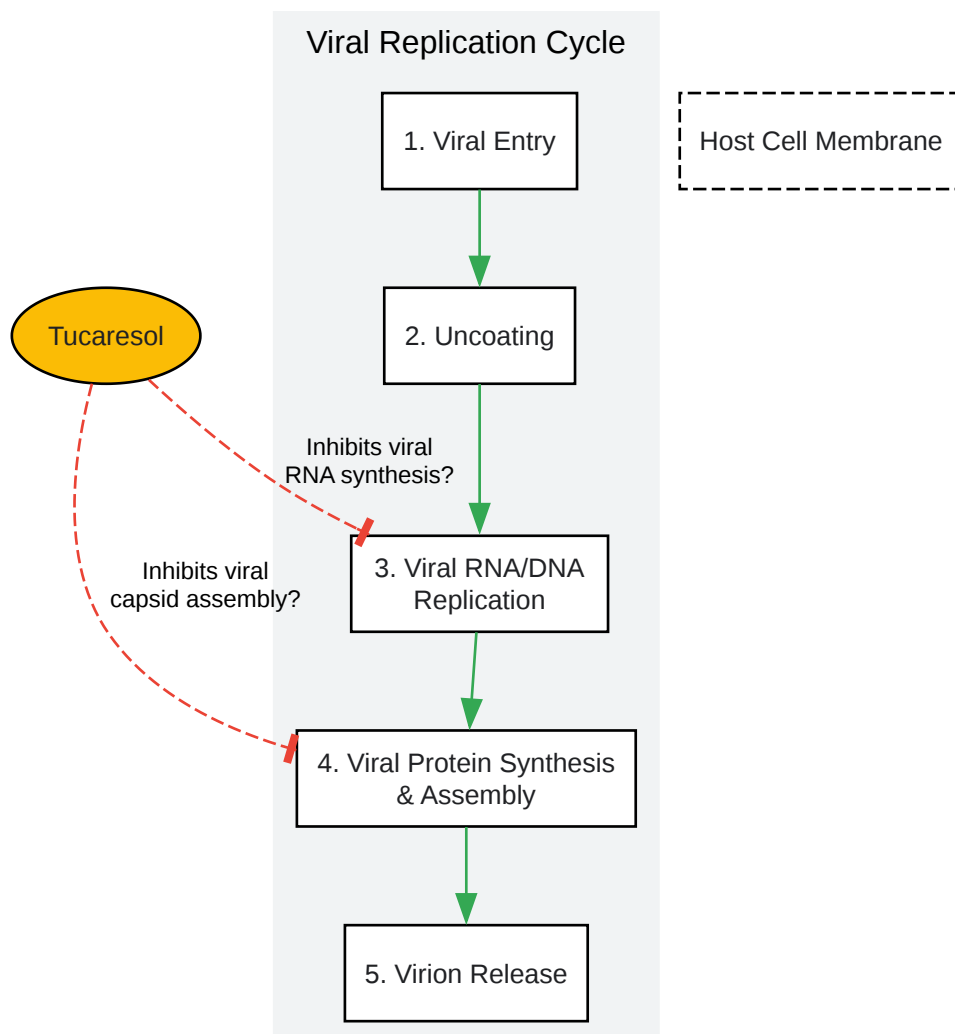 Viral Replication Cycle
1. Viral Entry
Host Cell Membrane
2. Uncoating
Tucaresol
Inhibits viral
RNA synthesis?
3. Viral RNA/DNA
Replication
Inhibits viral
capsid assembly?
4. Viral Protein Synthesis
& Assembly
5. Virion Release